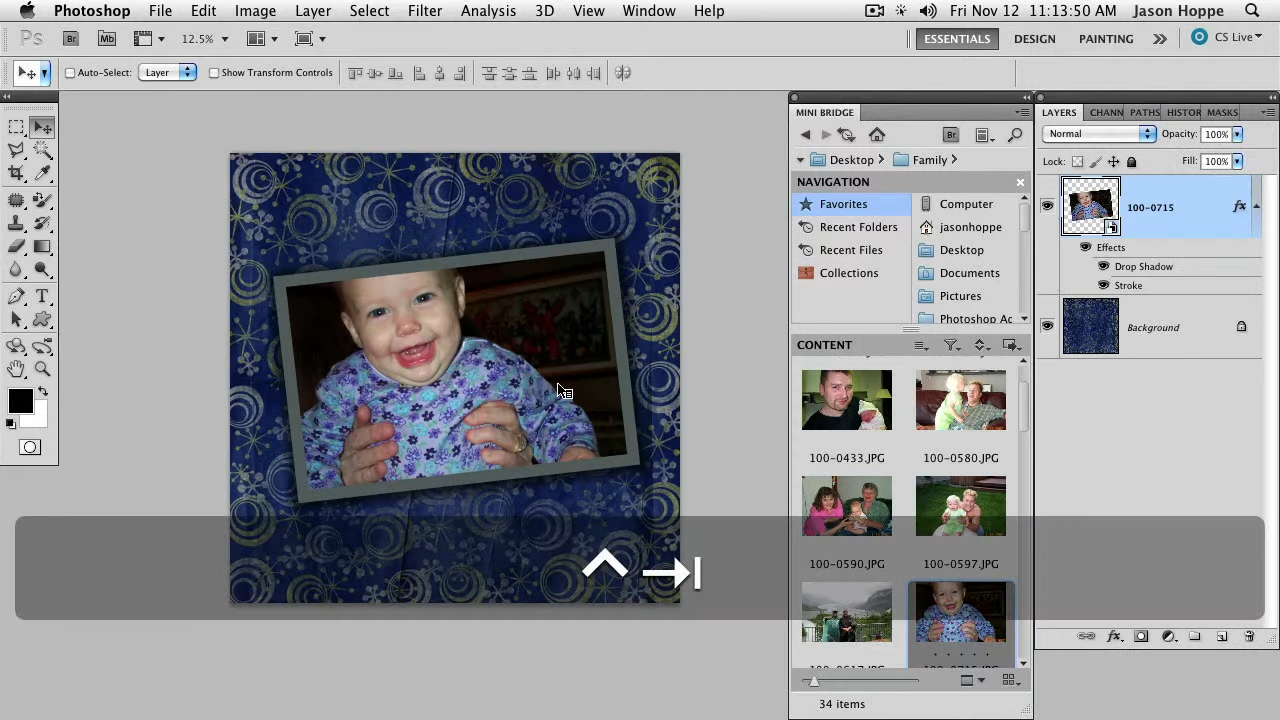 Photoshop File Edit Image Layer Select Filter Analysis 3D View Window Help Fri Nov 12 11:13:50 AM Jason Hoppe
Ps Br Mb 12.5% ESSENTIALS DESIGN PAINTING CS Live
Auto-Select: Layer Show Transform Controls
MINI BRIDGE
Br
Desktop Family
NAVIGATION
Favorites
Recent Folders
Recent Files
Collections
Computer
jasonhoppe
Desktop
Documents
Pictures
Photoshop Ac
CONTENT
100-0433.JPG 100-0580.JPG
100-0590.JPG 100-0597.JPG
34 items
LAYERS CHANN PATHS HISTOR MASKS
Normal Opacity: 100%
Lock: Fill: 100%
100-0715 fx
Effects
Drop Shadow
Stroke
Background
fx